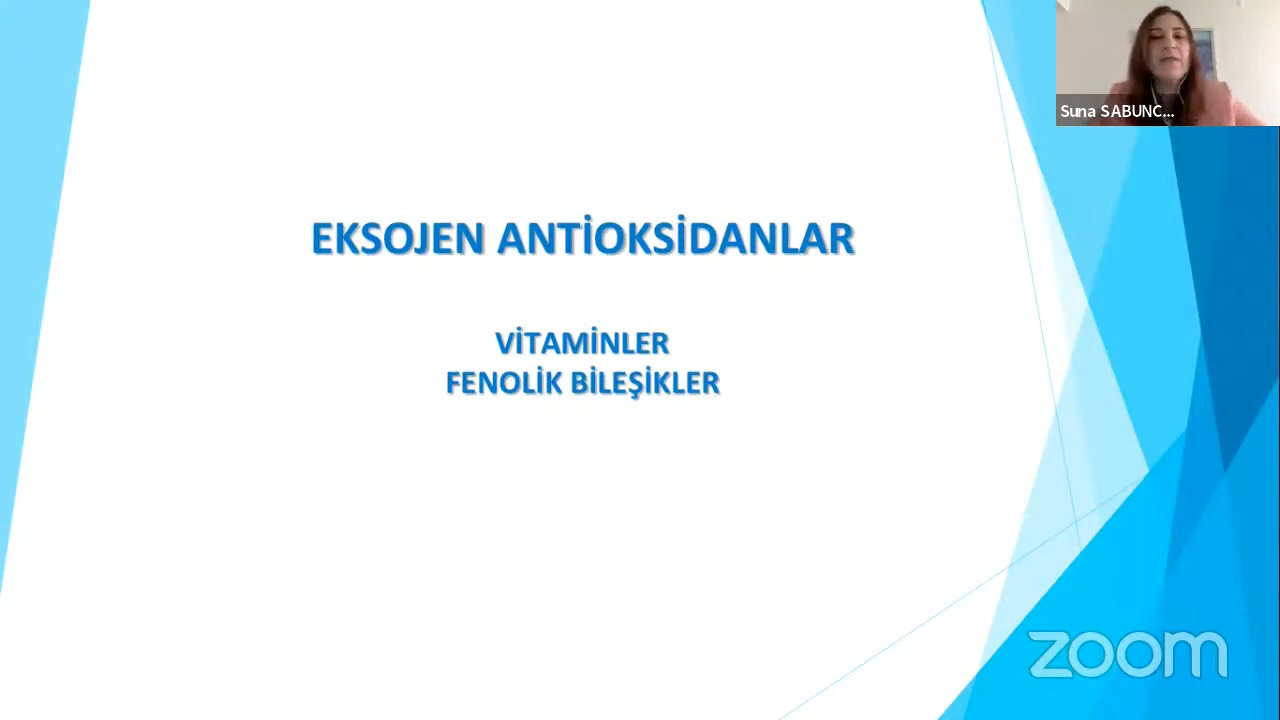 EKSOJEN ANTİOKSİDANLAR
VİTAMİNLER
FENOLİK BİLEŞİKLER
Suna SABUNC...
zoom